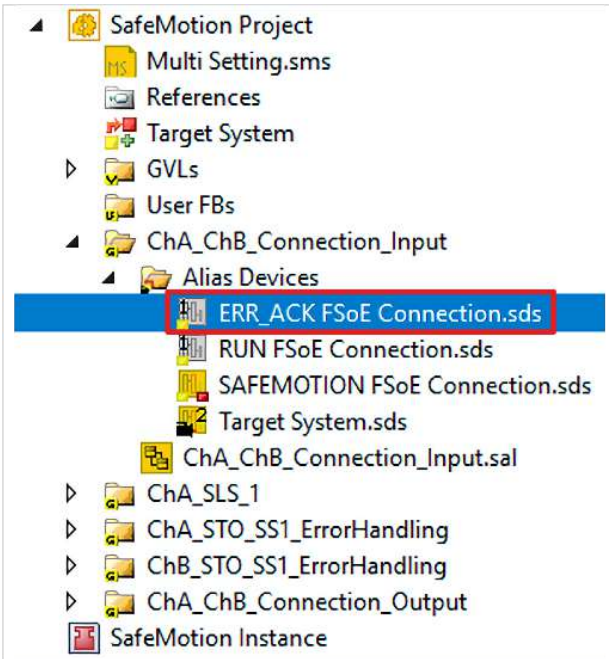 SafeMotion Project
Multi Setting.sms
References
Target System
GVLs
User FBs
ChA_ChB_Connection_Input
Alias Devices
ERR_ACK FSoE Connection.sds
RUN FSoE Connection.sds
SAFEMOTION FSoE Connection.sds
Target System.sds
ChA_ChB_Connection_Input.sal
ChA_SLS_1
ChA_STO_SS1_ErrorHandling
ChB_STO_SS1_ErrorHandling
ChA_ChB_Connection_Output
SafeMotion Instance